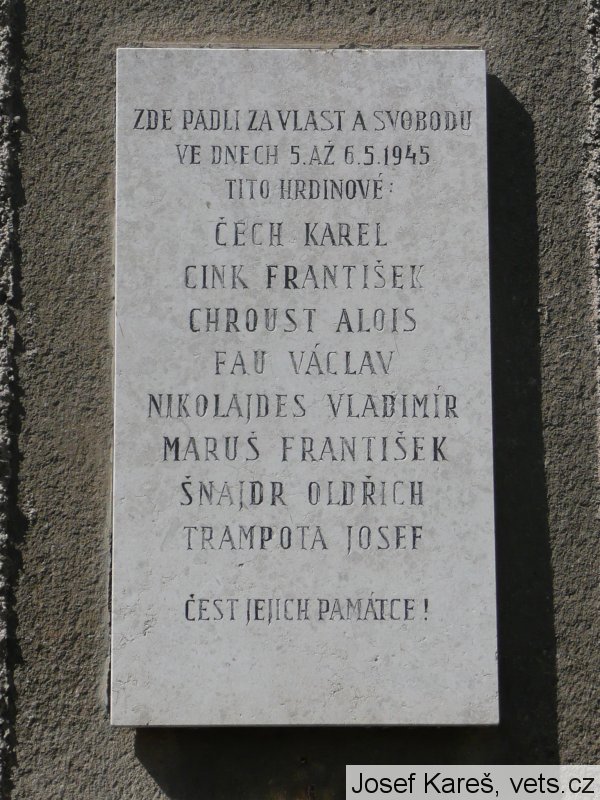 ZDE PADLI ZA VLAST A SVOBODU
VE DNECH 5. AŽ 6.5.1945
TITO HRDINOVÉ:
ČECH KAREL
CINK FRANTIŠEK
CHROUST ALOIS
FAU VÁCLAV
NIKOLAJDES VLADIMÍR
MARUŠ FRANTIŠEK
ŠNAJDR OLDŘICH
TRAMPOTA JOSEF
ČEST JEJICH PAMÁTCE!
Josef Kareš, vets.cz